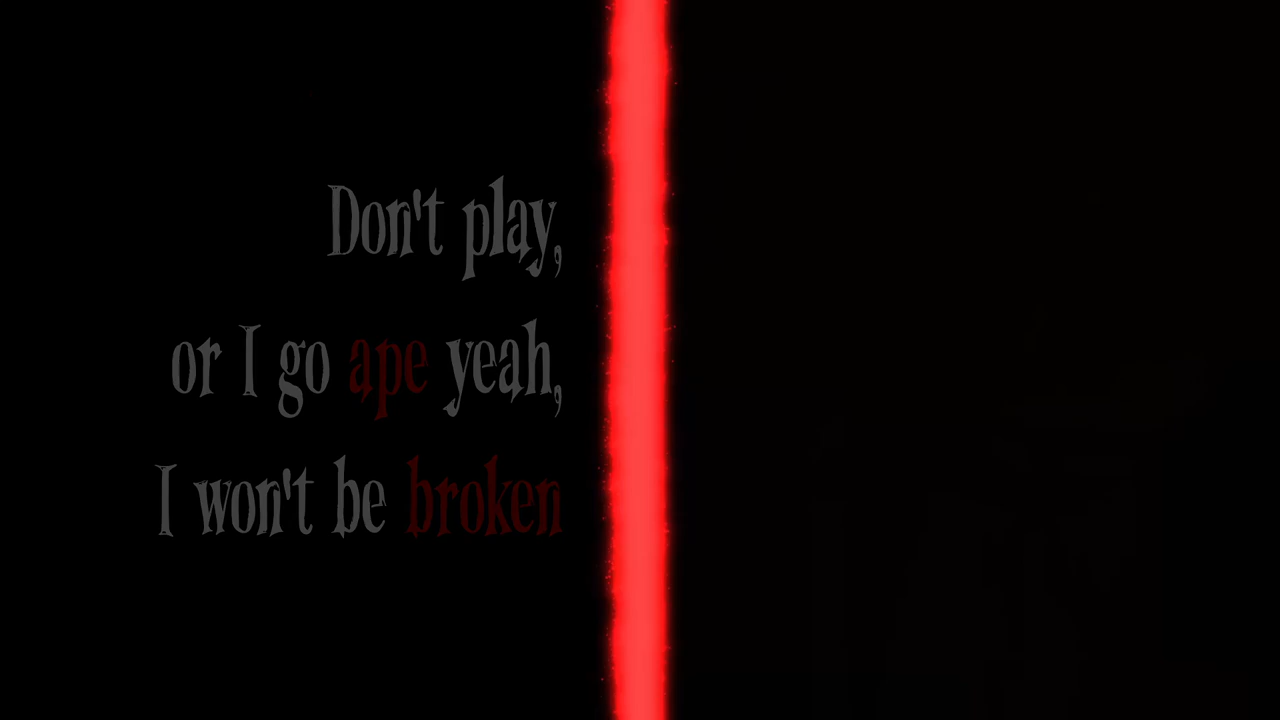 Don't play,
or I go ape yeah,
I won't be broken